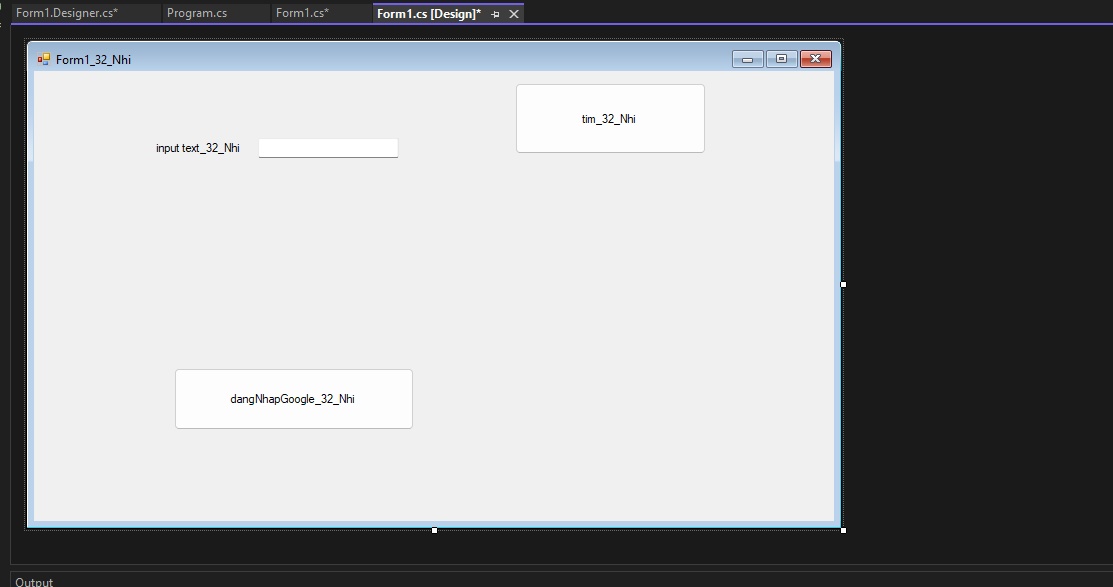 Form1.Designer.cs*
Program.cs
Form1.cs*
Form1.cs [Design]*
Form1_32_Nhi
tim_32_Nhi
input text_32_Nhi
dangNhapGoogle_32_Nhi
Output